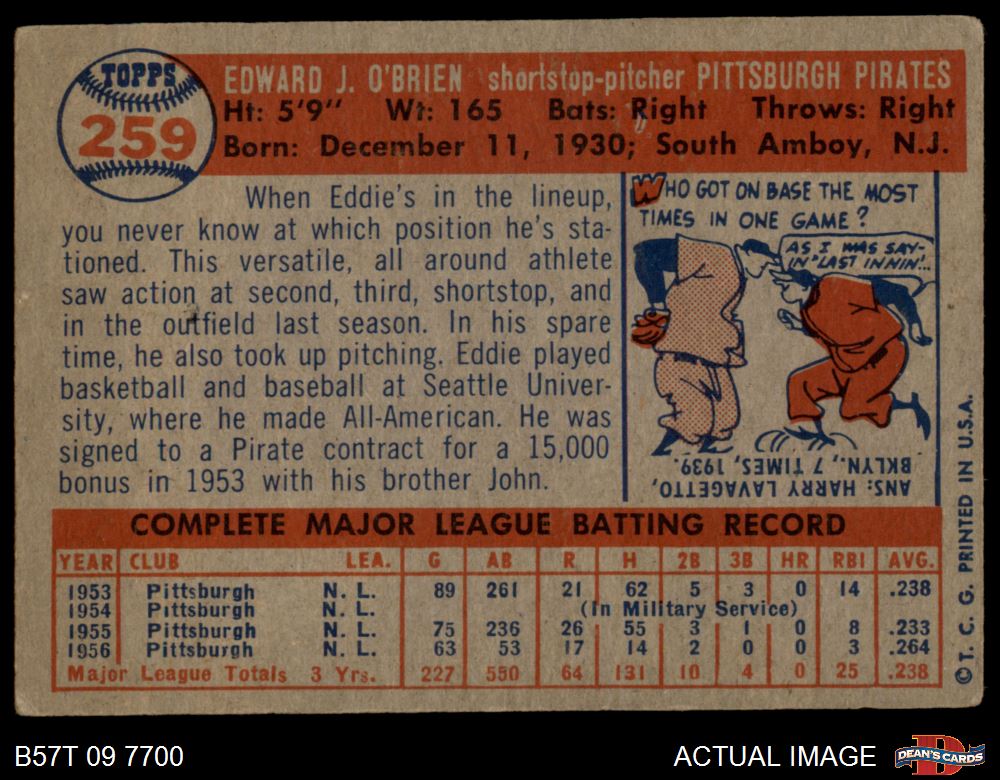 TOPPS
259
EDWARD J. O'BRIEN shortstop-pitcher PITTSBURGH PIRATES
Ht: 5'9" Wt: 165 Bats: Right Throws: Right
Born: December 11, 1930; South Amboy, N.J.
When Eddie's in the lineup,
you never know at which position he's sta-
tioned. This versatile, all around athlete
saw action at second, third, shortstop, and
in the outfield last season. In his spare
time, he also took up pitching. Eddie played
basketball and baseball at Seattle Univer-
sity, where he made All-American. He was
signed to a Pirate contract for a 15,000
bonus in 1953 with his brother John.
WHO GOT ON BASE THE MOST
TIMES IN ONE GAME?
AS I WAS SAY-
IN "LAST INNIN'...
ANS: HARRY LAVAGETTO,
BKLYN., 7 TIMES, 1939.
COMPLETE MAJOR LEAGUE BATTING RECORD
YEAR CLUB LEA. G AB R H 2B 3B HR RBI AVG.
1953 Pittsburgh N. L. 89 261 21 62 5 3 0 14 .238
1954 Pittsburgh N. L. (In Military Service)
1955 Pittsburgh N. L. 75 236 26 55 3 1 0 8 .233
1956 Pittsburgh N. L. 63 53 17 14 2 0 0 3 .264
Major League Totals 3 Yrs. 227 550 64 131 10 4 0 25 .238
© T. C. G. PRINTED IN U.S.A.
B57T 09 7700
ACTUAL IMAGE
DEAN'S CARDS